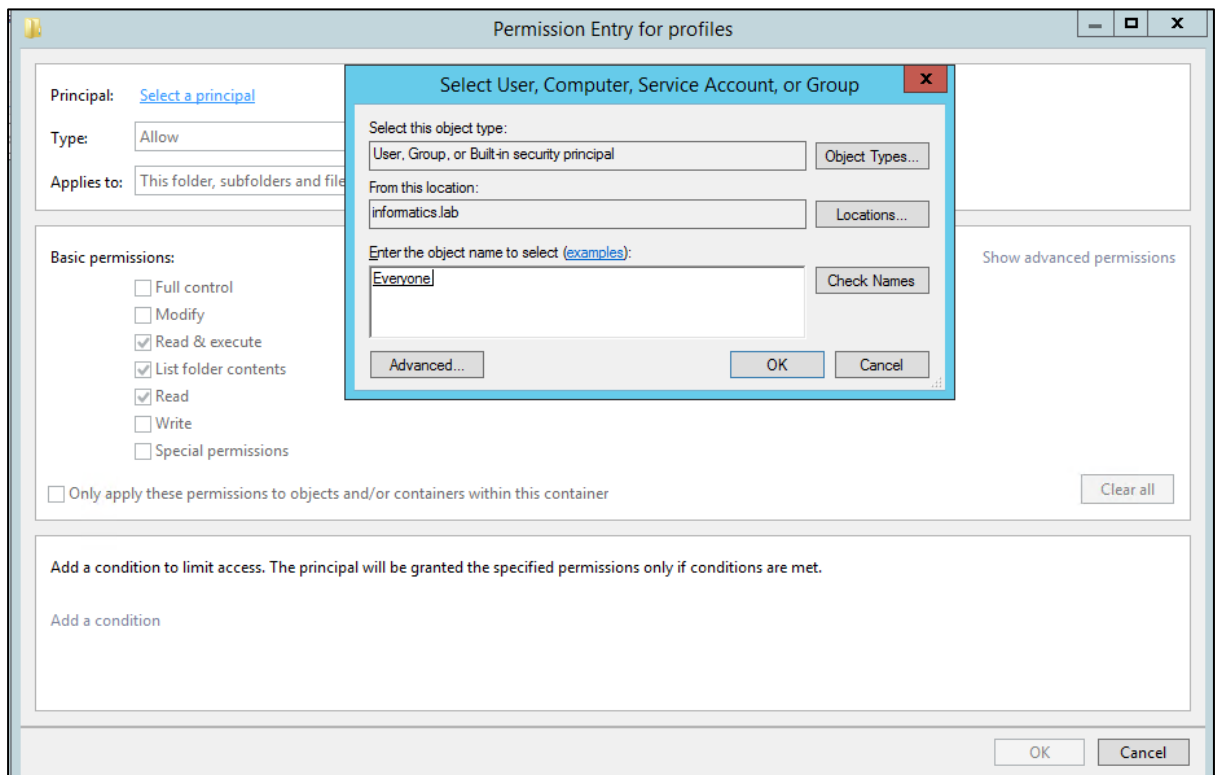 Permission Entry for profiles
Select User, Computer, Service Account, or Group
Principal: Select a principal
Type: Allow
Applies to: This folder, subfolders and file
Select this object type:
User, Group, or Built-in security principal
Object Types...
From this location:
informatics.lab
Locations...
Enter the object name to select (examples):
Everyone
Check Names
Advanced...
OK
Cancel
Basic permissions:
Show advanced permissions
Full control
Modify
Read & execute
List folder contents
Read
Write
Special permissions
Only apply these permissions to objects and/or containers within this container
Clear all
Add a condition to limit access. The principal will be granted the specified permissions only if conditions are met.
Add a condition
OK
Cancel